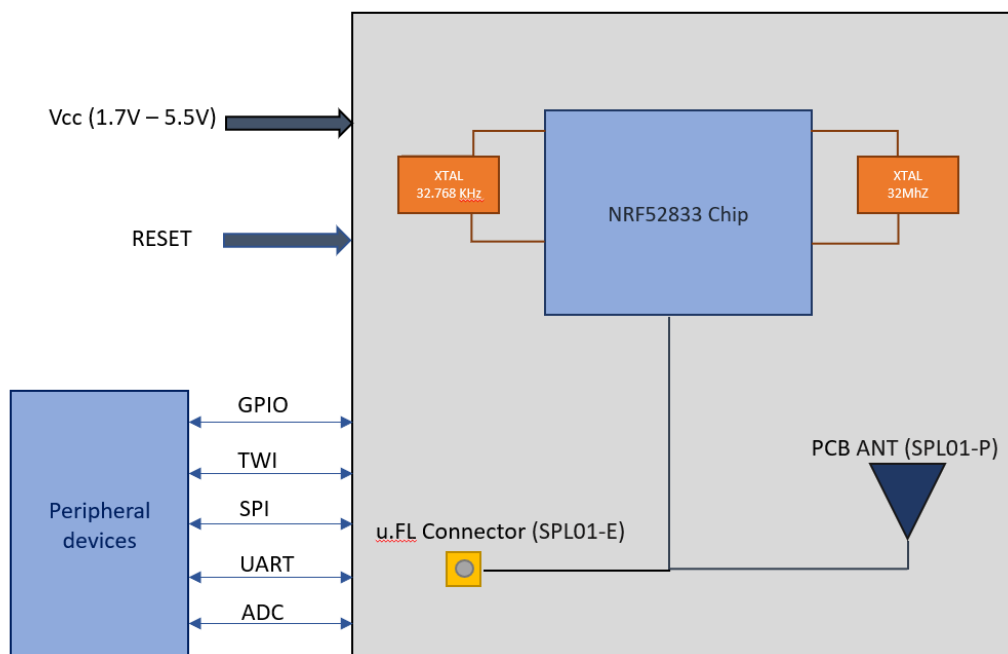 Vcc (1.7V – 5.5V)
XTAL
32.768 KHz
NRF52833 Chip
XTAL
32MhZ
RESET
GPIO
TWI
SPI
UART
ADC
Peripheral
devices
PCB ANT (SPL01-P)
u.FL Connector (SPL01-E)